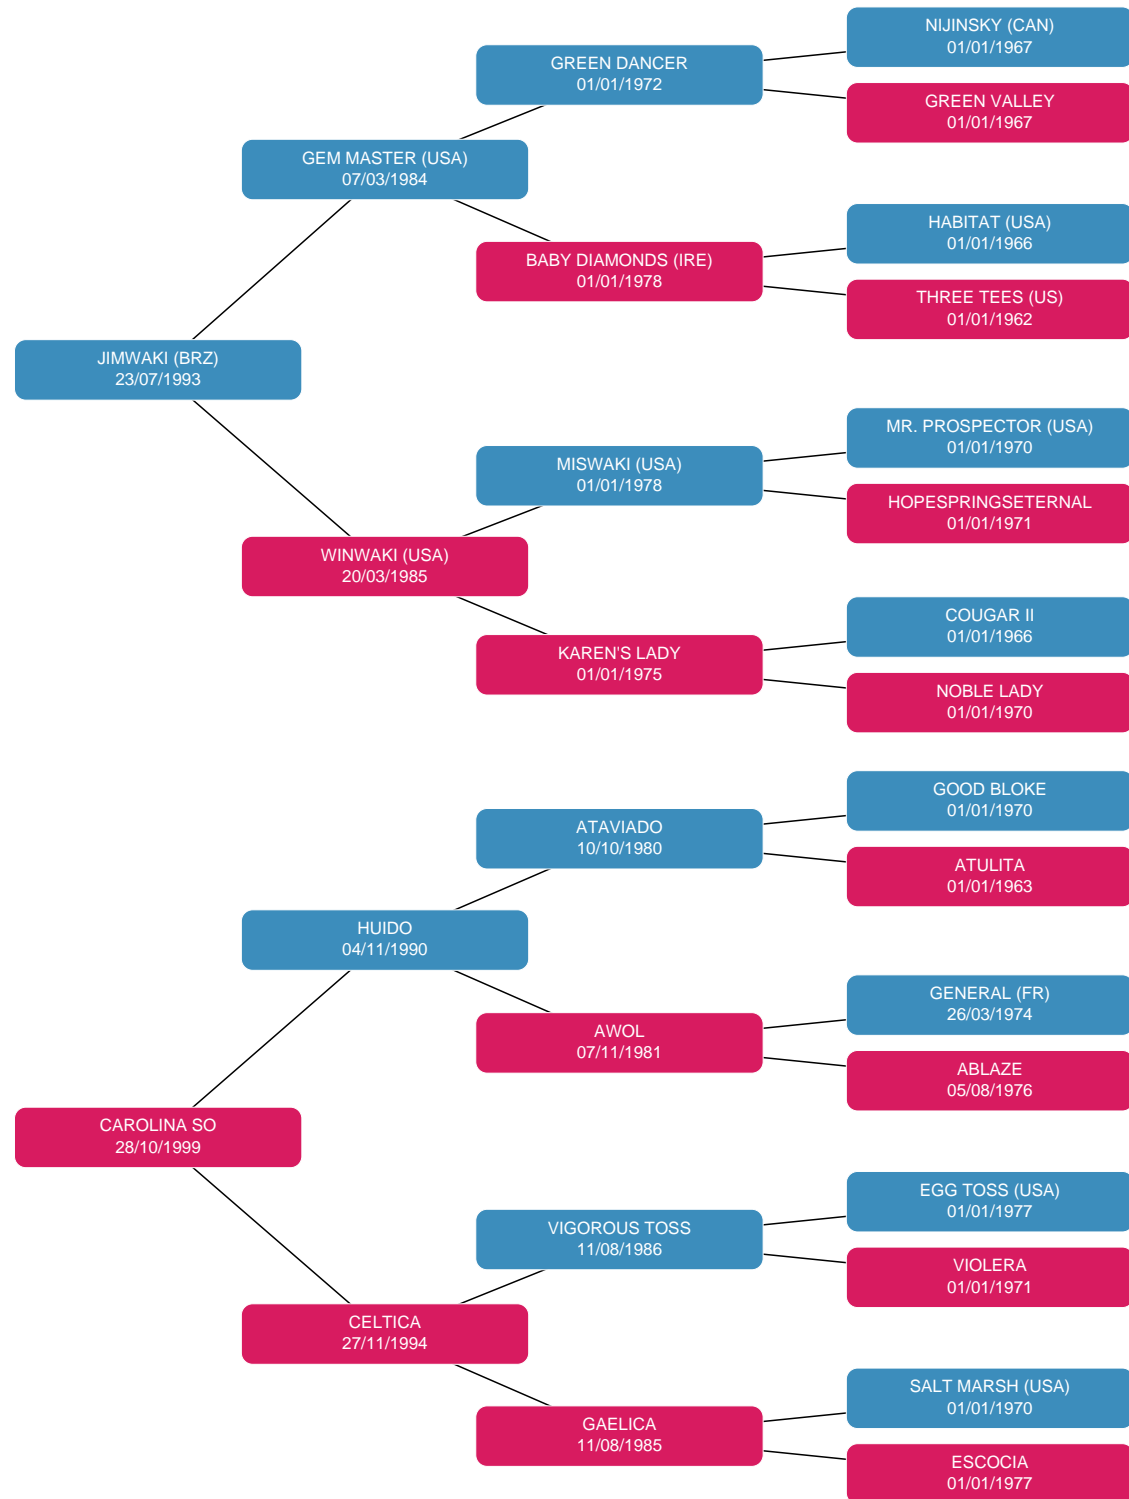 NIJINSKY (CAN)
01/01/1967
GREEN DANCER
01/01/1972
GREEN VALLEY
01/01/1967
GEM MASTER (USA)
07/03/1984
HABITAT (USA)
01/01/1966
BABY DIAMONDS (IRE)
01/01/1978
THREE TEES (US)
01/01/1962
JIMWAKI (BRZ)
23/07/1993
MR. PROSPECTOR (USA)
01/01/1970
MISWAKI (USA)
01/01/1978
HOPESPRINGSETERNAL
01/01/1971
WINWAKI (USA)
20/03/1985
COUGAR II
01/01/1966
KAREN'S LADY
01/01/1975
NOBLE LADY
01/01/1970
GOOD BLOKE
01/01/1970
ATAVIADO
10/10/1980
ATULITA
01/01/1963
HUIDO
04/11/1990
GENERAL (FR)
26/03/1974
AWOL
07/11/1981
ABLAZE
05/08/1976
CAROLINA SO
28/10/1999
EGG TOSS (USA)
01/01/1977
VIGOROUS TOSS
11/08/1986
VIOLERA
01/01/1971
CELTICA
27/11/1994
SALT MARSH (USA)
01/01/1970
GAELICA
11/08/1985
ESCOCIA
01/01/1977